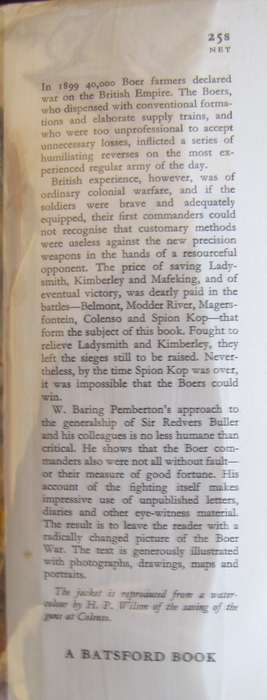 25s
NET
In 1899 40,000 Boer farmers declared
war on the British Empire. The Boers,
who dispensed with conventional forma-
tions and elaborate supply trains, and
who were too unprofessional to accept
unnecessary losses, inflicted a series of
humiliating reverses on the most ex-
perienced regular army of the day.
British experience, however, was of
ordinary colonial warfare, and if the
soldiers were brave and adequately
equipped, their first commanders could
not recognise that customary methods
were useless against the new precision
weapons in the hands of a resourceful
opponent. The price of saving Lady-
smith, Kimberley and Mafeking, and of
eventual victory, was dearly paid in the
battles—Belmont, Modder River, Magers-
fontein, Colenso and Spion Kop—that
form the subject of this book. Fought to
relieve Ladysmith and Kimberley, they
left the sieges still to be raised. Never-
theless, by the time Spion Kop was over,
it was impossible that the Boers could
win.
W. Baring Pemberton's approach to
the generalship of Sir Redvers Buller
and his colleagues is no less humane than
critical. He shows that the Boer com-
manders also were not all without fault—
or their measure of good fortune. His
account of the fighting itself makes
impressive use of unpublished letters,
diaries and other eye-witness material.
The result is to leave the reader with a
radically changed picture of the Boer
War. The text is generously illustrated
with photographs, drawings, maps and
portraits.
The jacket is reproduced from a water-
colour by H. P. Wilson of the saving of the
guns at Colenso.
A BATSFORD BOOK